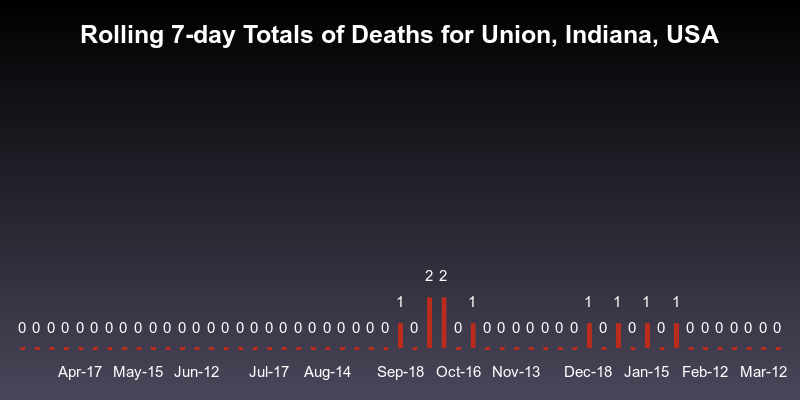 Rolling 7-day Totals of Deaths for Union, Indiana, USA
2 2
1 1 1 1 1 1
0 0 0 0 0 0 0 0 0 0 0 0 0 0 0 0 0 0 0 0 0 0 0 0 0 0 0 0 0 0 0 0 0 0 0 0 0 0 0 0 0 0 0 0 0
Apr-17 May-15 Jun-12 Jul-17 Aug-14 Sep-18 Oct-16 Nov-13 Dec-18 Jan-15 Feb-12 Mar-12